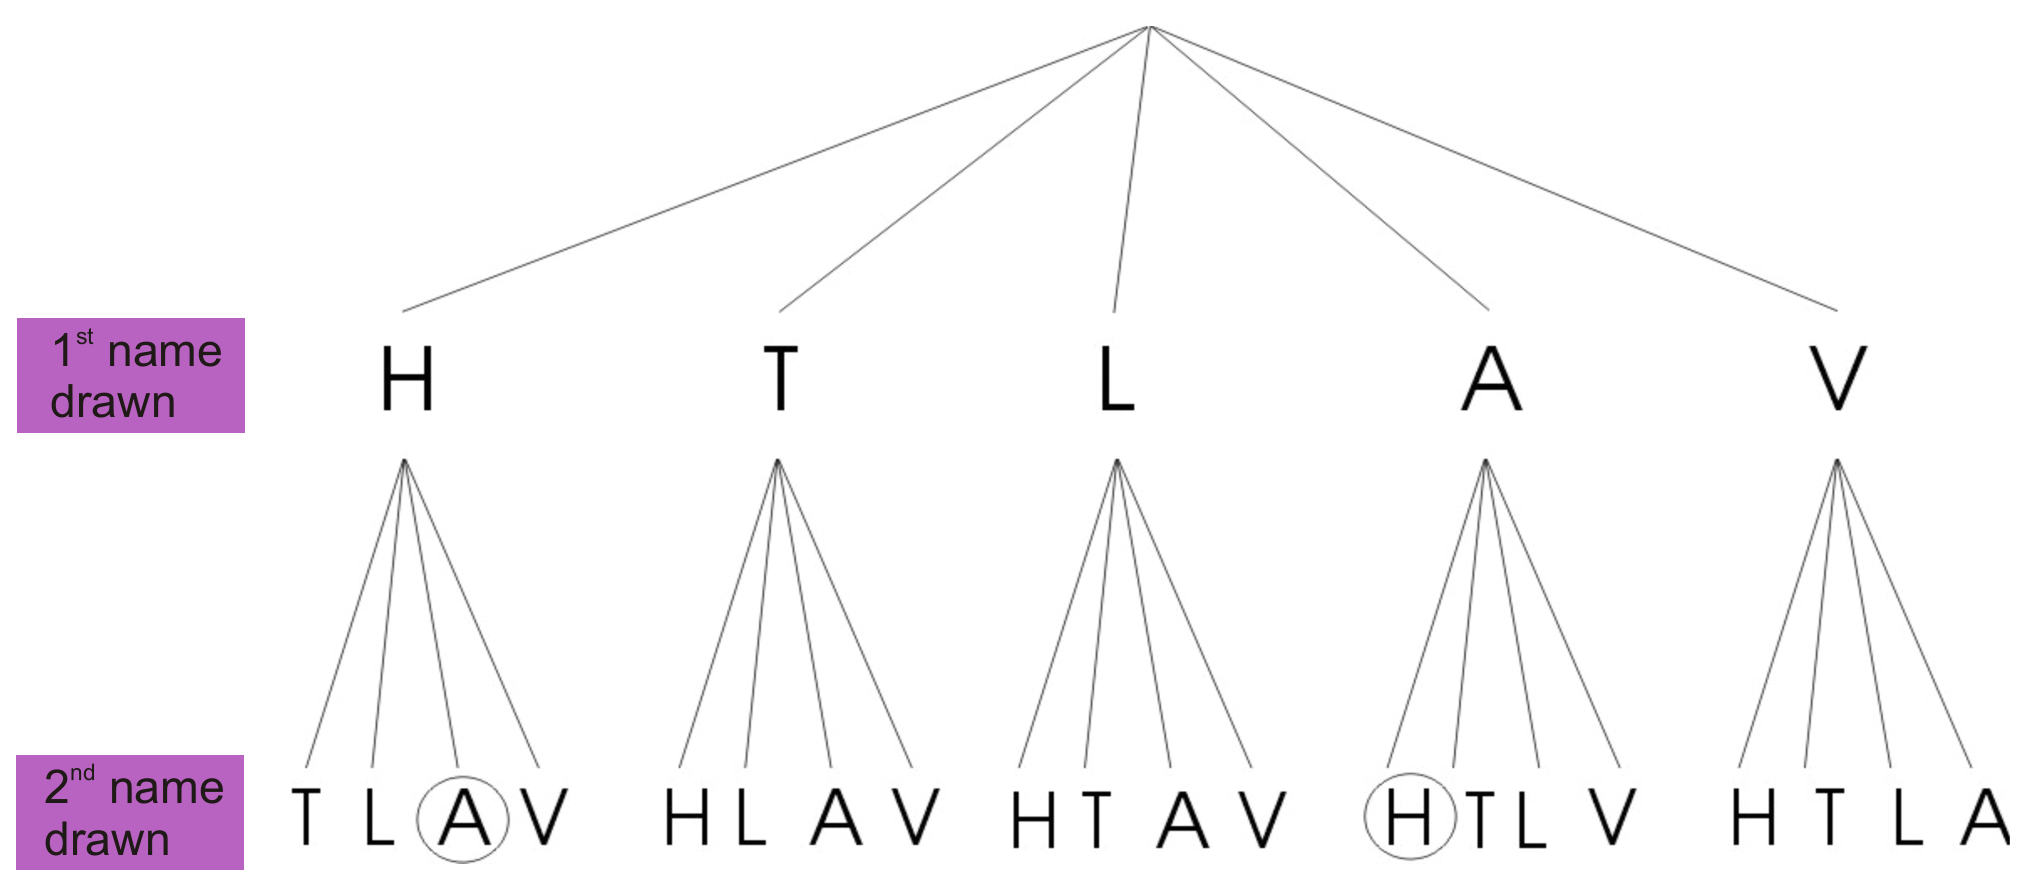 1st name
drawn
H T L A V
2nd name
drawn
T L A V H L A V H T A V H T L V H T L A